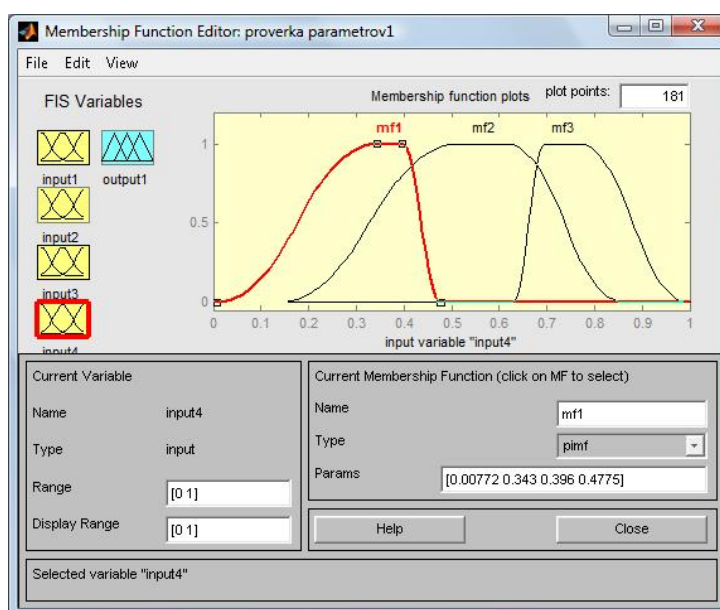 Membership Function Editor: proverka parametrov1
File Edit View
FIS Variables
Membership function plots
plot points:
181
input1
output1
input2
input3
input4
mf1
mf2
mf3
1
0.5
0
0 0.1 0.2 0.3 0.4 0.5 0.6 0.7 0.8 0.9 1
input variable "input4"
Current Variable
Name input4
Type input
Range [0 1]
Display Range [0 1]
Current Membership Function (click on MF to select)
Name mf1
Type pimf
Params [0.00772 0.343 0.396 0.4775]
Help
Close
Selected variable "input4"